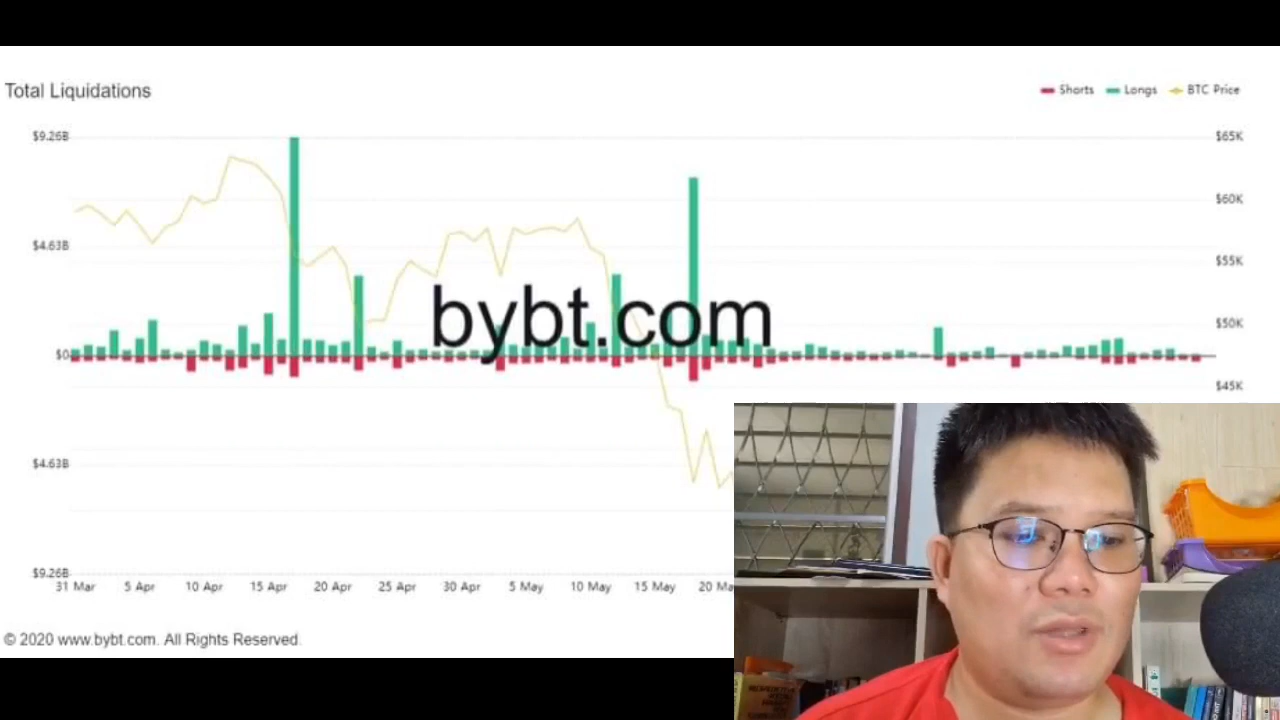 Total Liquidations
Shorts Longs BTC Price
$9.26B
$4.63B
$0
$4.63B
$9.26B
$65K
$60K
$55K
$50K
$45K
bybt.com
31 Mar 5 Apr 10 Apr 15 Apr 20 Apr 25 Apr 30 Apr 5 May 10 May 15 May 20 Ma
© 2020 www.bybt.com. All Rights Reserved.